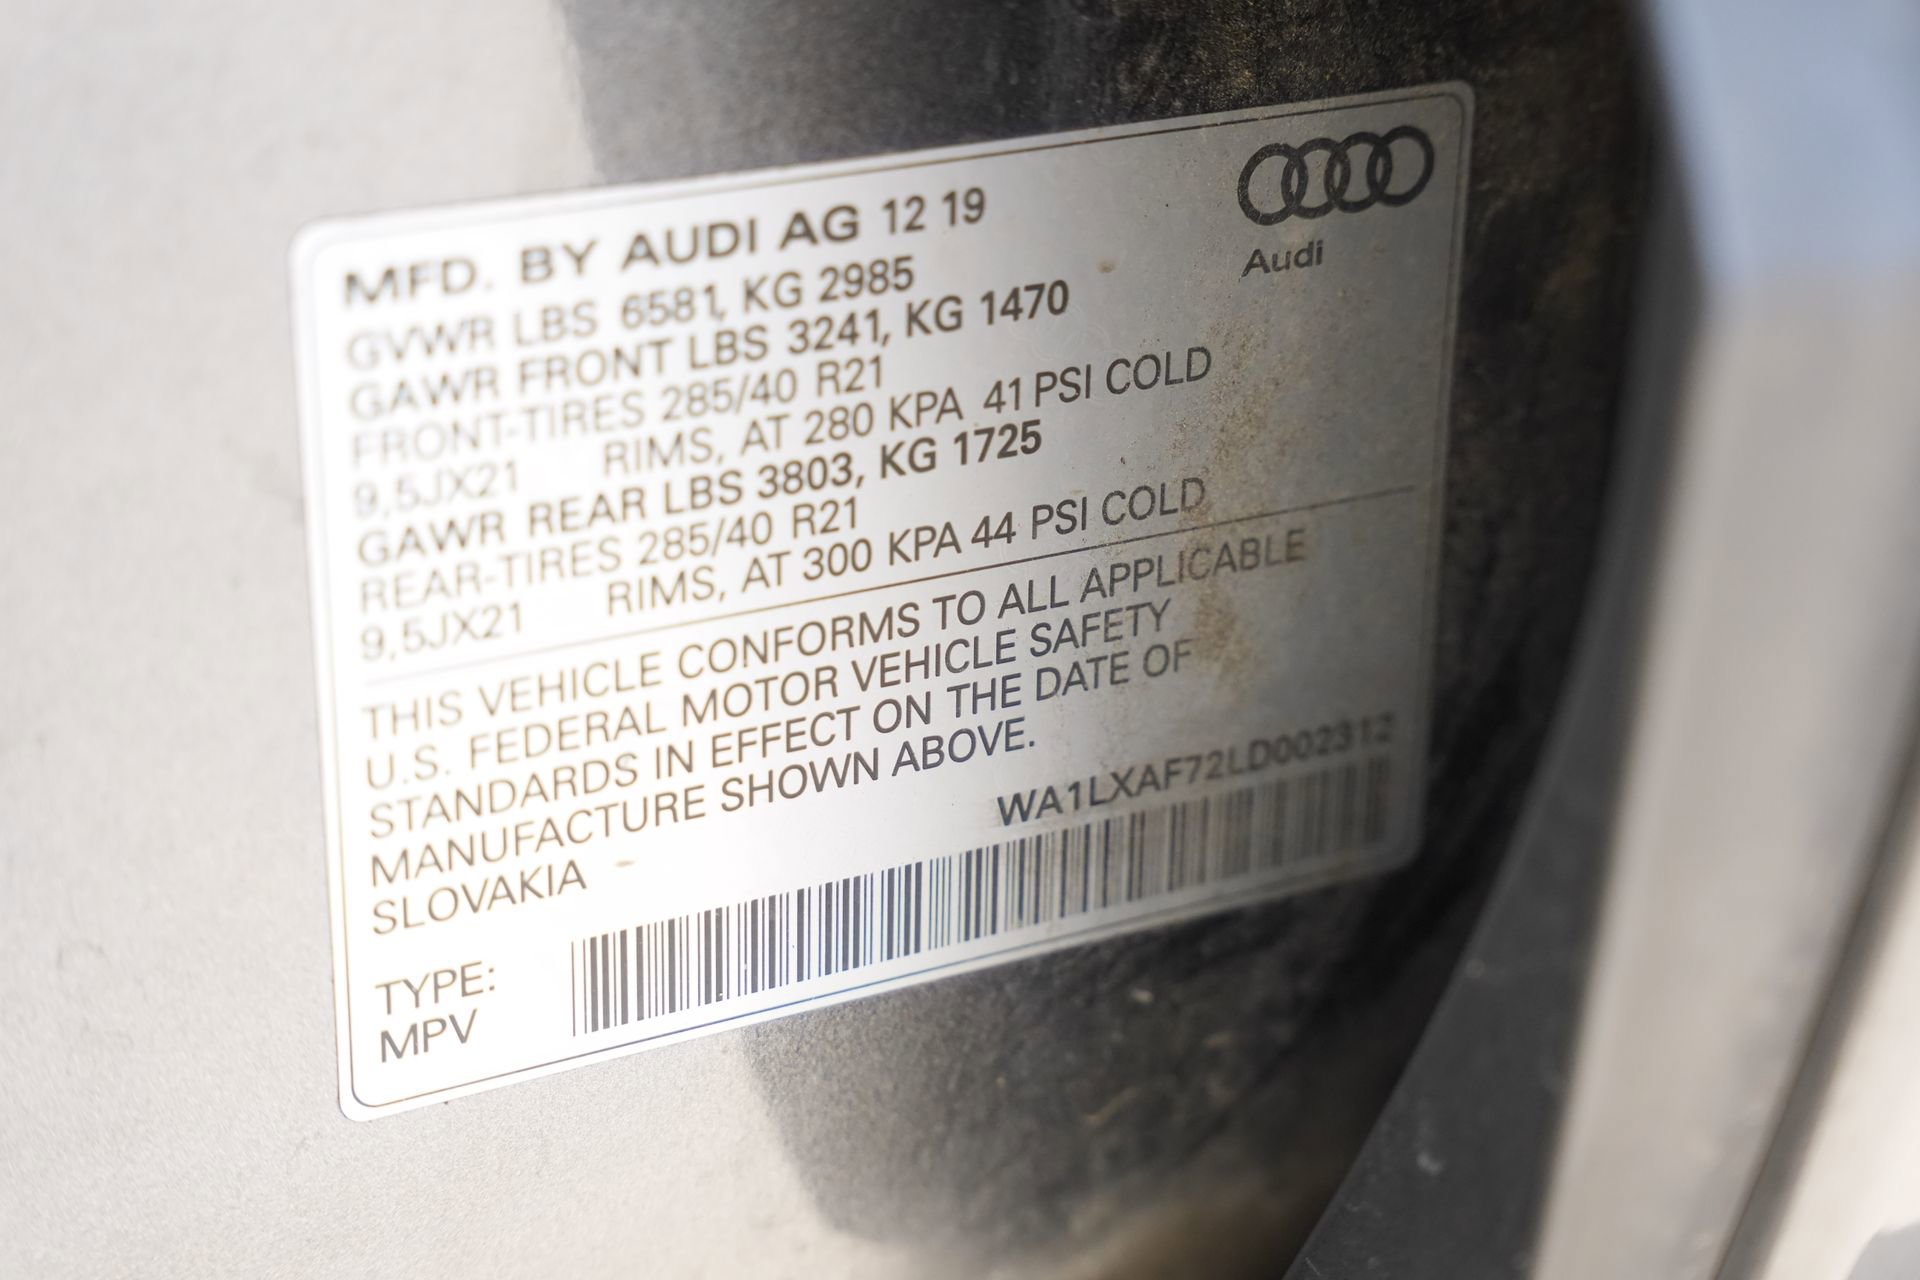 MFD. BY AUDI AG 12 19
Audi
GVWR LBS 6581, KG 2985
GAWR FRONT LBS 3241, KG 1470
FRONT-TIRES 285/40 R21
9,5JX21 RIMS, AT 280 KPA 41 PSI COLD
GAWR REAR LBS 3803, KG 1725
REAR-TIRES 285/40 R21
9,5JX21 RIMS, AT 300 KPA 44 PSI COLD
THIS VEHICLE CONFORMS TO ALL APPLICABLE
U.S. FEDERAL MOTOR VEHICLE SAFETY
STANDARDS IN EFFECT ON THE DATE OF
MANUFACTURE SHOWN ABOVE.
SLOVAKIA
WA1LXAF72LD002312
TYPE:
MPV